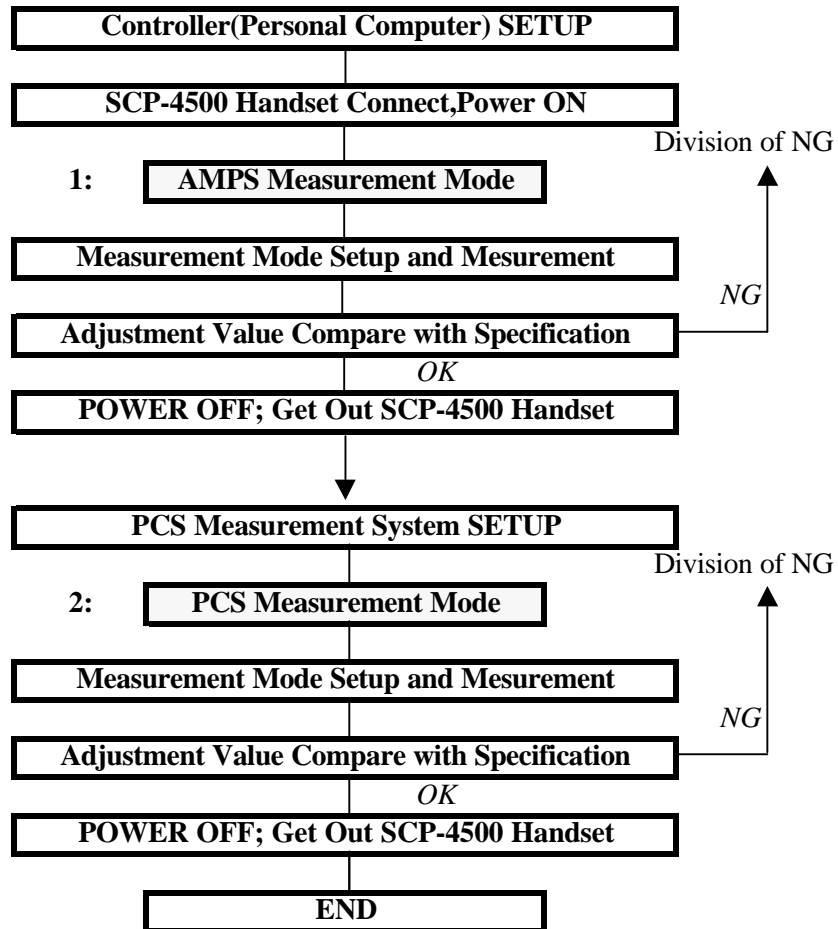 Controller(Personal Computer) SETUP
SCP-4500 Handset Connect,Power ON
Division of NG
1: AMPS Measurement Mode
Measurement Mode Setup and Mesurement
NG
Adjustment Value Compare with Specification
OK
POWER OFF; Get Out SCP-4500 Handset
PCS Measurement System SETUP
Division of NG
2: PCS Measurement Mode
Measurement Mode Setup and Mesurement
NG
Adjustment Value Compare with Specification
OK
POWER OFF; Get Out SCP-4500 Handset
END